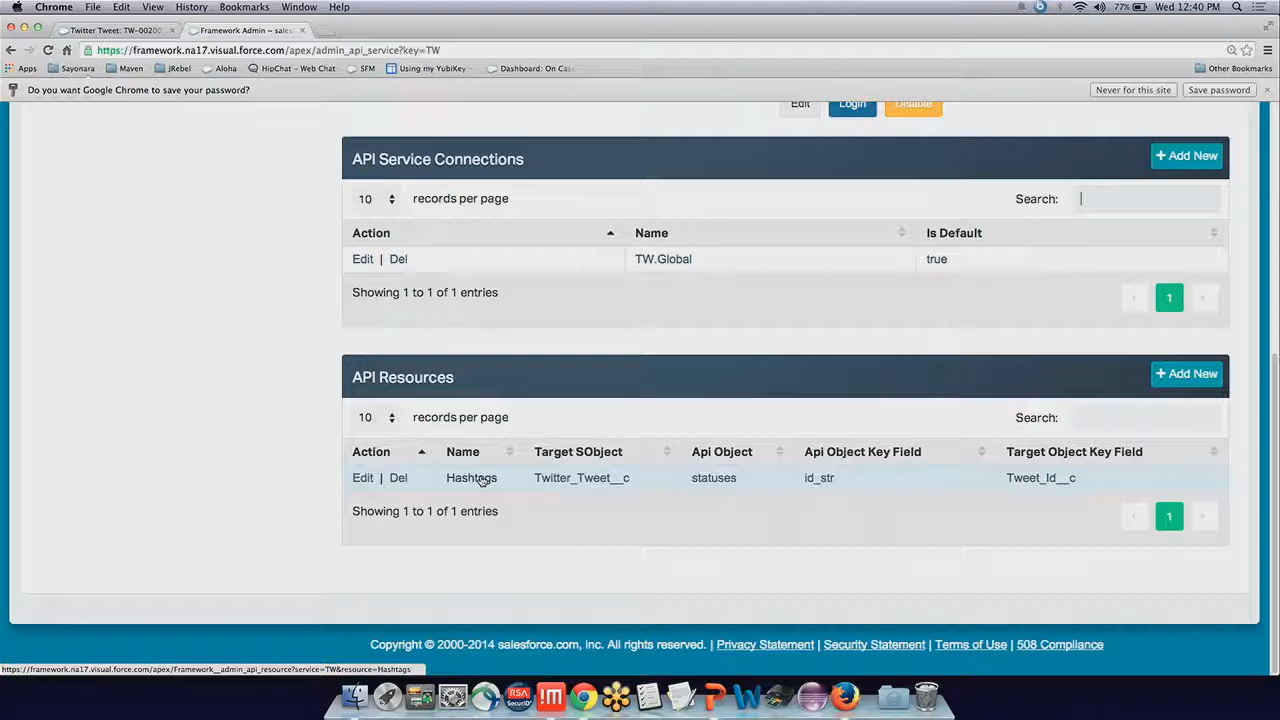 Chrome File Edit View History Bookmarks Window Help 77% Wed 12:40 PM
Twitter Tweet: TW-00200 Framework Admin ~ sales
https://framework.na17.visual.force.com/apex/admin_api_service?key=TW
Apps Sayonara Maven JRebel Aloha HipChat - Web Chat SFM Using my YubiKey Dashboard: On Cas Other Bookmarks
Do you want Google Chrome to save your password? Never for this site Save password
Edit Login Disable
API Service Connections + Add New
10 records per page Search:
Action Name Is Default
Edit | Del TW.Global true
Showing 1 to 1 of 1 entries 1
API Resources + Add New
10 records per page Search:
Action Name Target SObject Api Object Api Object Key Field Target Object Key Field
Edit | Del Hashtags Twitter_Tweet__c statuses id_str Tweet_Id__c
Showing 1 to 1 of 1 entries 1
Copyright © 2000-2014 salesforce.com, inc. All rights reserved. | Privacy Statement | Security Statement | Terms of Use | 508 Compliance
https://framework.na17.visual.force.com/apex/Framework__admin_api_resource?service=TW&resource=Hashtags
RSA SecurID